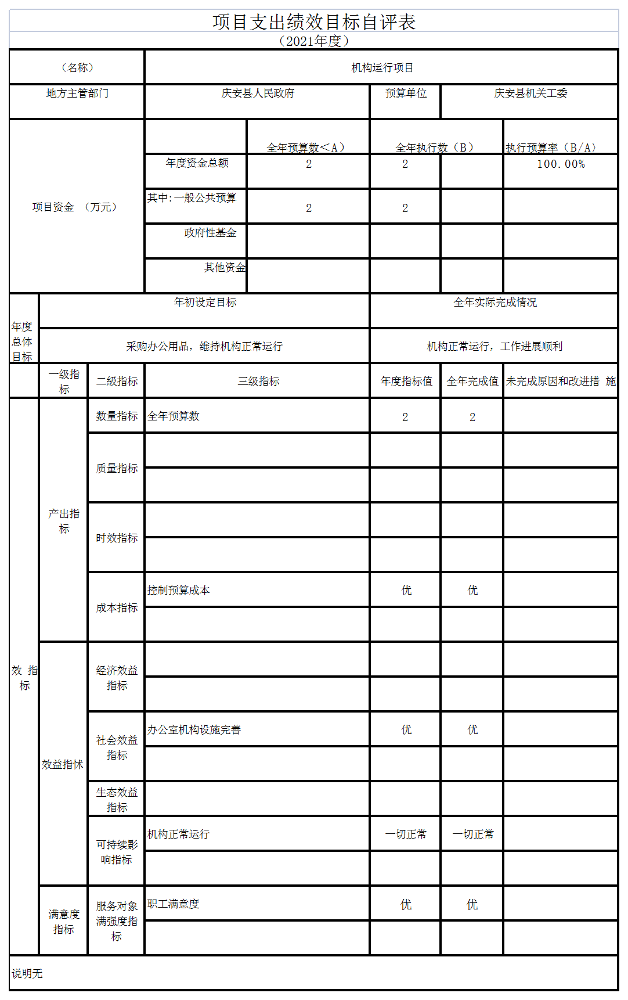 项目支出绩效目标自评表
（2021年度）
（名称）
机构运行项目
地方主管部门
庆安县人民政府
预算单位
庆安县机关工委
项目资金 （万元）
全年预算数＜A）
全年执行数（B）
执行预算率（B/A）
年度资金总额
2
2
100.00%
其中:一般公共预算
2
2
政府性基金
其他资金
年度
总体
目标
年初设定目标
全年实际完成情况
采购办公用品，维持机构正常运行
机构正常运行，工作进展顺利
一级指
标
二级指标
三级指标
年度指标值
全年完成值
未完成原因和改进措 施
效 指
标
产出指
标
数量指标
全年预算数
2
2
质量指标
时效指标
成本指标
控制预算成本
优
优
效益指怵
经济效益
指标
社会效益
指标
办公室机构设施完善
优
优
生态效益
指标
可持续影
响指标
机构正常运行
一切正常
一切正常
满意度
指标
服务对象
满强度指
标
职工满意度
优
优
说明无